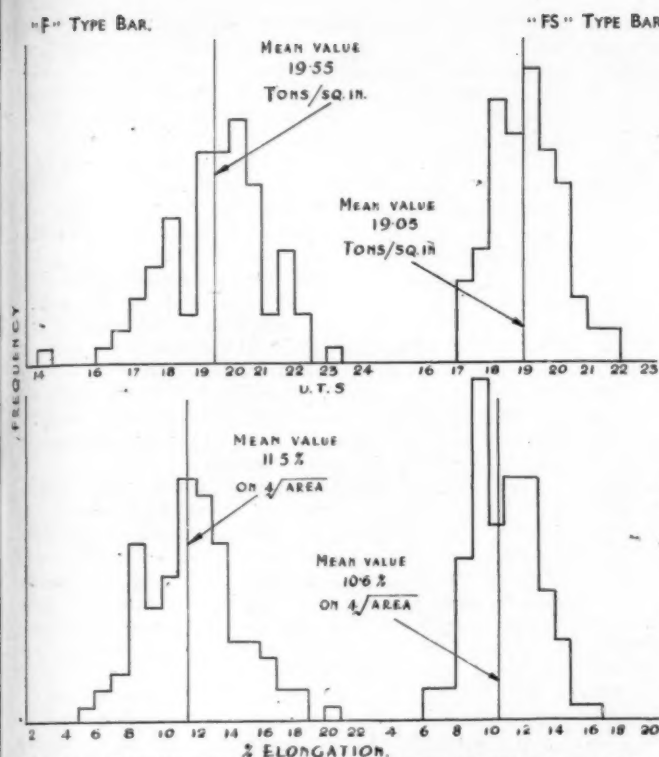 "F" TYPE BAR.
"FS" TYPE BAR
MEAN VALUE
19·55
TONS/SQ.IN.
MEAN VALUE
19·05
TONS/SQ.IN
FREQUENCY
14 16 17 18 19 20 21 22 23 24 16 17 18 19 20 21 22 23
U.T.S
MEAN VALUE
11·5%
ON 4√AREA
MEAN VALUE
10·6%
ON 4√AREA
2 4 6 8 10 12 14 16 18 20 22 4 6 8 10 12 14 16 18 20
% ELONGATION.